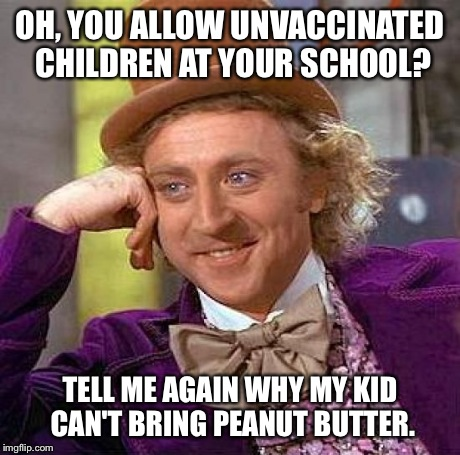 OH, YOU ALLOW UNVACCINATED
CHILDREN AT YOUR SCHOOL?
TELL ME AGAIN WHY MY KID
CAN'T BRING PEANUT BUTTER.
imgflip.com